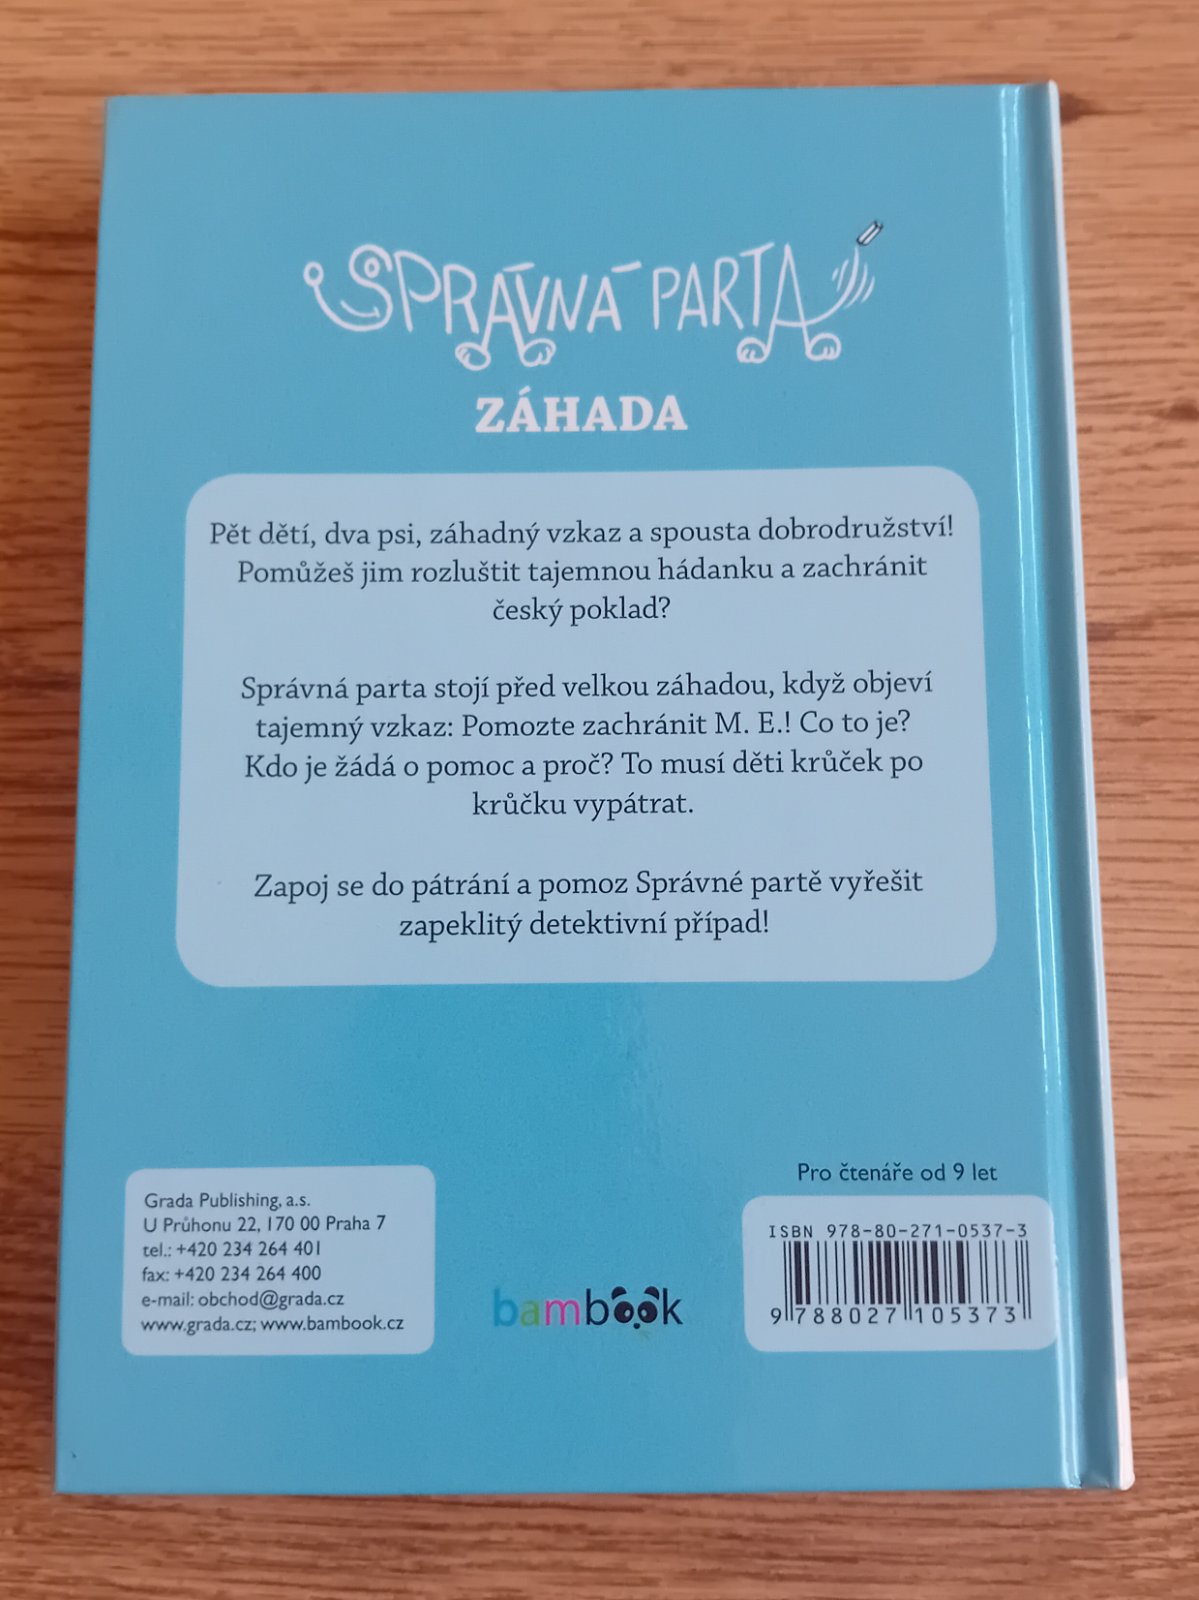 SPRÁVNÁ PARTA
ZÁHADA
Pět dětí, dva psi, záhadný vzkaz a spousta dobrodružství!
Pomůžeš jim rozluštit tajemnou hádanku a zachránit
český poklad?
Správná parta stojí před velkou záhadou, když objeví
tajemný vzkaz: Pomozte zachránit M. E.! Co to je?
Kdo je žádá o pomoc a proč? To musí děti krůček po
krůčku vypátrat.
Zapoj se do pátrání a pomoz Správné partě vyřešit
zapeklitý detektivní případ!
Grada Publishing, a.s.
U Průhonu 22, 170 00 Praha 7
tel.: +420 234 264 401
fax: +420 234 264 400
e-mail: obchod@grada.cz
www.grada.cz; www.bambook.cz
bambook
Pro čtenáře od 9 let
ISBN 978-80-271-0537-3
9 788027 105373